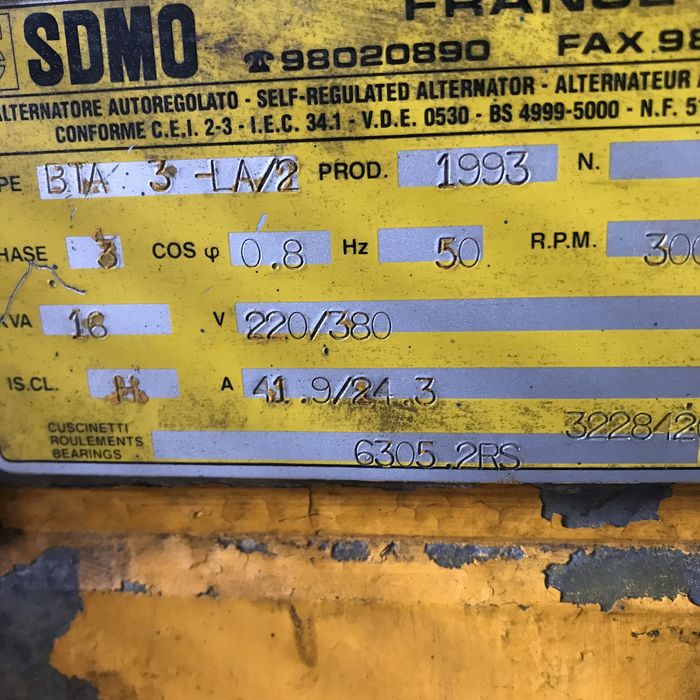 SDMO FRANCE
☎ 98020890 FAX 98
ALTERNATORE AUTOREGOLATO - SELF-REGULATED ALTERNATOR - ALTERNATEUR
CONFORME C.E.I. 2-3 - I.E.C. 34.1 - V.D.E. 0530 - BS 4999-5000 - N.F. 5
PE BTA 3 -LA/2 PROD. 1993 N.
HASE 3 COS φ 0.8 Hz 50 R.P.M. 300
KVA 16 V 220/380
IS.CL. H A 41.9/24.3
CUSCINETTI
ROULEMENTS
BEARINGS 6305.2RS 322842